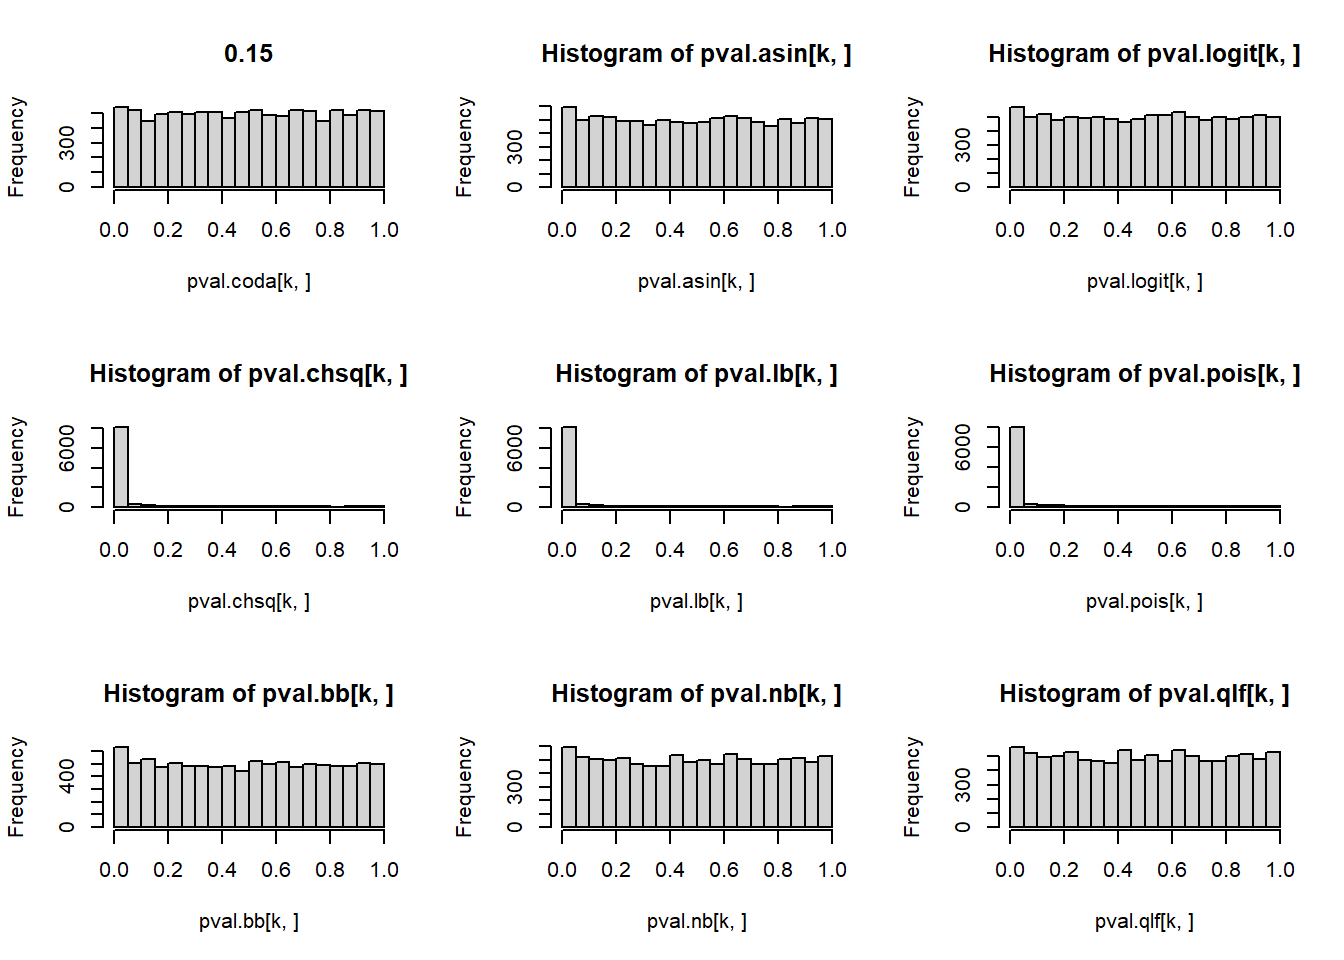 0.15
Frequency
300
0
0.0 0.2 0.4 0.6 0.8 1.0
pval.coda[k, ]
Histogram of pval.asin[k, ]
Frequency
300
0
0.0 0.2 0.4 0.6 0.8 1.0
pval.asin[k, ]
Histogram of pval.logit[k, ]
Frequency
300
0
0.0 0.2 0.4 0.6 0.8 1.0
pval.logit[k, ]
Histogram of pval.chsq[k, ]
Frequency
6000
0
0.0 0.2 0.4 0.6 0.8 1.0
pval.chsq[k, ]
Histogram of pval.lb[k, ]
Frequency
6000
0
0.0 0.2 0.4 0.6 0.8 1.0
pval.lb[k, ]
Histogram of pval.pois[k, ]
Frequency
6000
0
0.0 0.2 0.4 0.6 0.8 1.0
pval.pois[k, ]
Histogram of pval.bb[k, ]
Frequency
400
0
0.0 0.2 0.4 0.6 0.8 1.0
pval.bb[k, ]
Histogram of pval.nb[k, ]
Frequency
300
0
0.0 0.2 0.4 0.6 0.8 1.0
pval.nb[k, ]
Histogram of pval.qlf[k, ]
Frequency
300
0
0.0 0.2 0.4 0.6 0.8 1.0
pval.qlf[k, ]